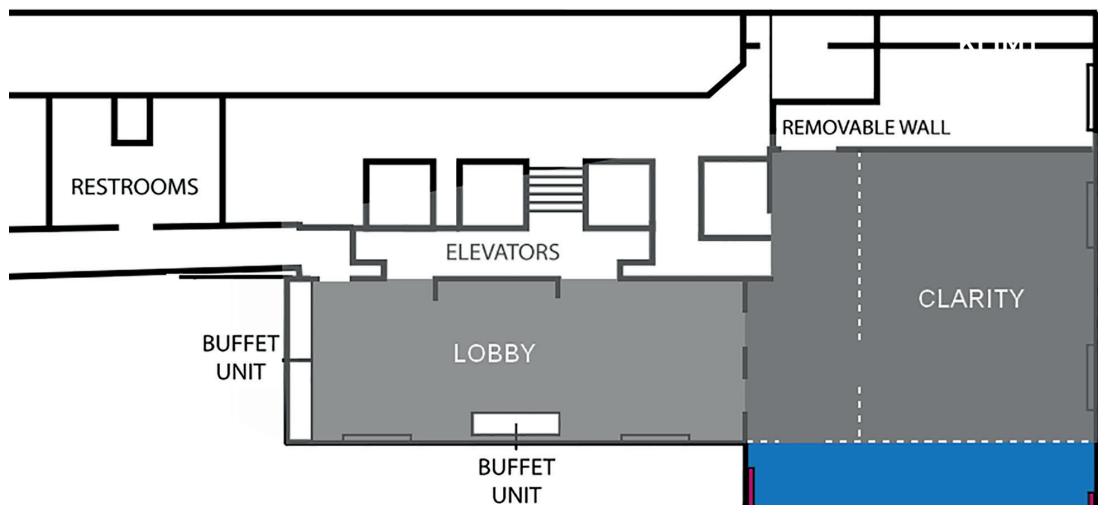 REMOVABLE WALL
RESTROOMS
ELEVATORS
CLARITY
BUFFET
UNIT
LOBBY
BUFFET
UNIT